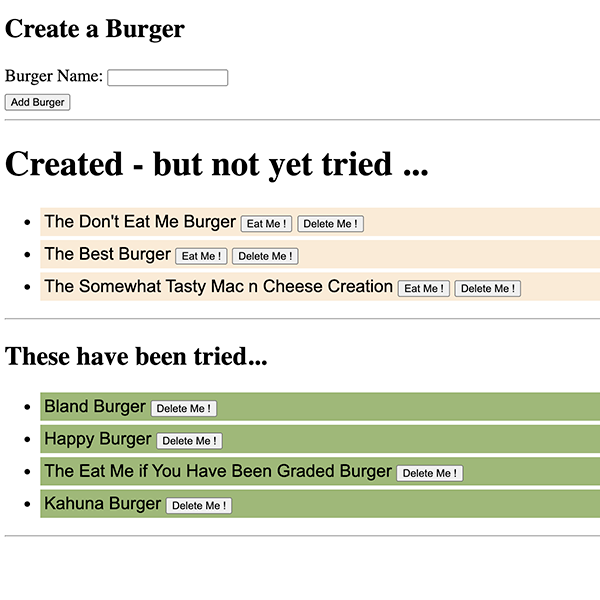 Create a Burger
Burger Name:
Add Burger
Created - but not yet tried ...
The Don't Eat Me Burger Eat Me ! Delete Me !
The Best Burger Eat Me ! Delete Me !
The Somewhat Tasty Mac n Cheese Creation Eat Me ! Delete Me !
These have been tried...
Bland Burger Delete Me !
Happy Burger Delete Me !
The Eat Me if You Have Been Graded Burger Delete Me !
Kahuna Burger Delete Me !